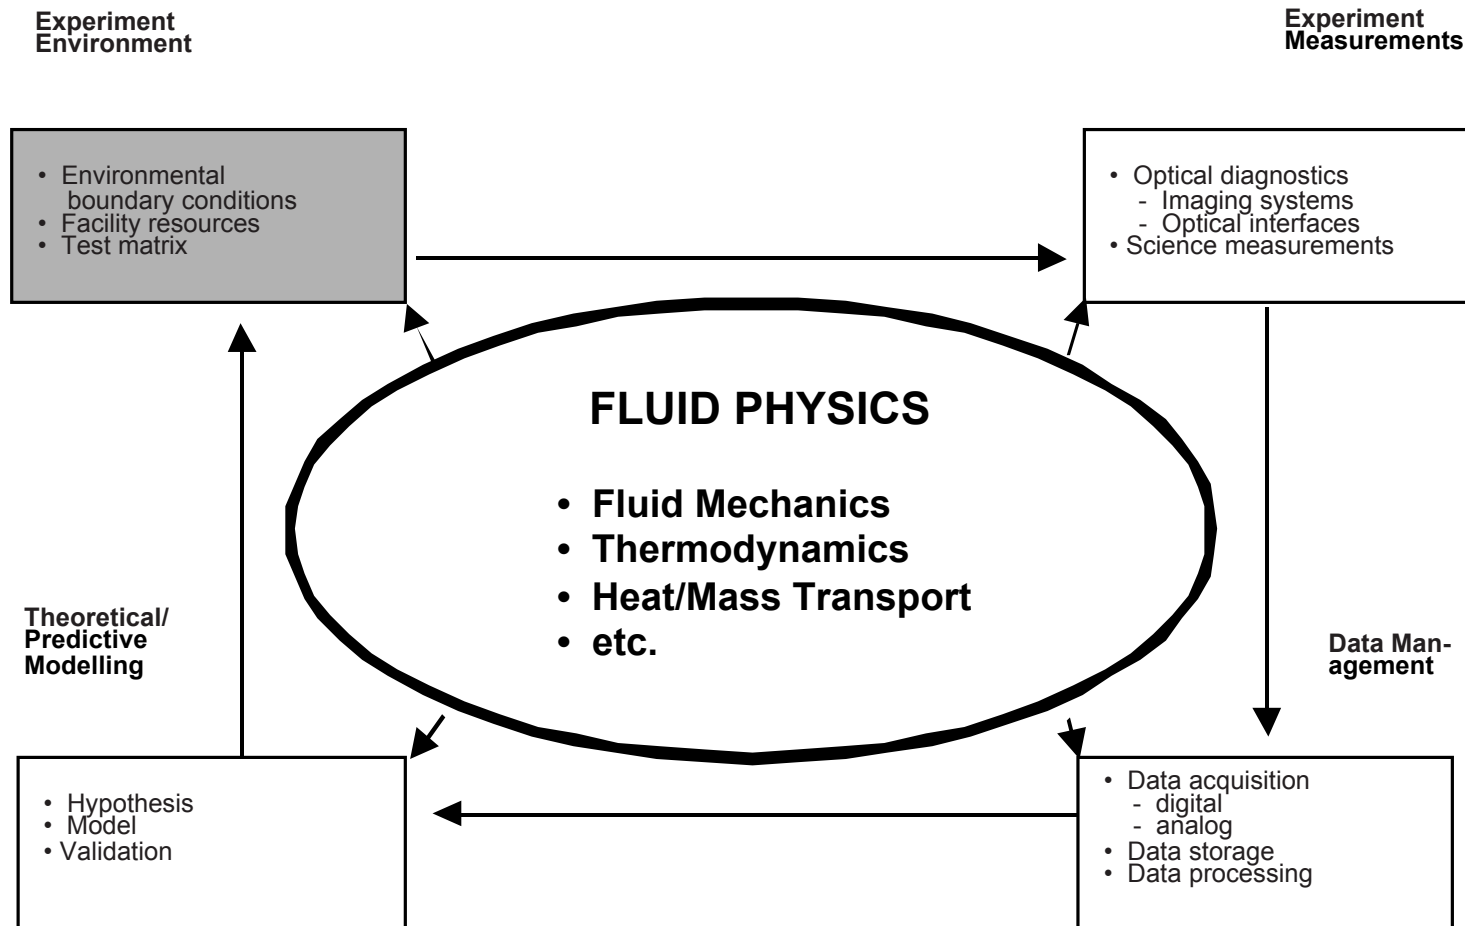 Experiment
Environment
Experiment
Measurements
• Environmental
boundary conditions
• Facility resources
• Test matrix
• Optical diagnostics
- Imaging systems
- Optical interfaces
• Science measurements
FLUID PHYSICS
• Fluid Mechanics
• Thermodynamics
• Heat/Mass Transport
• etc.
Theoretical/
Predictive
Modelling
Data Man-
agement
• Hypothesis
• Model
• Validation
• Data acquisition
- digital
- analog
• Data storage
• Data processing